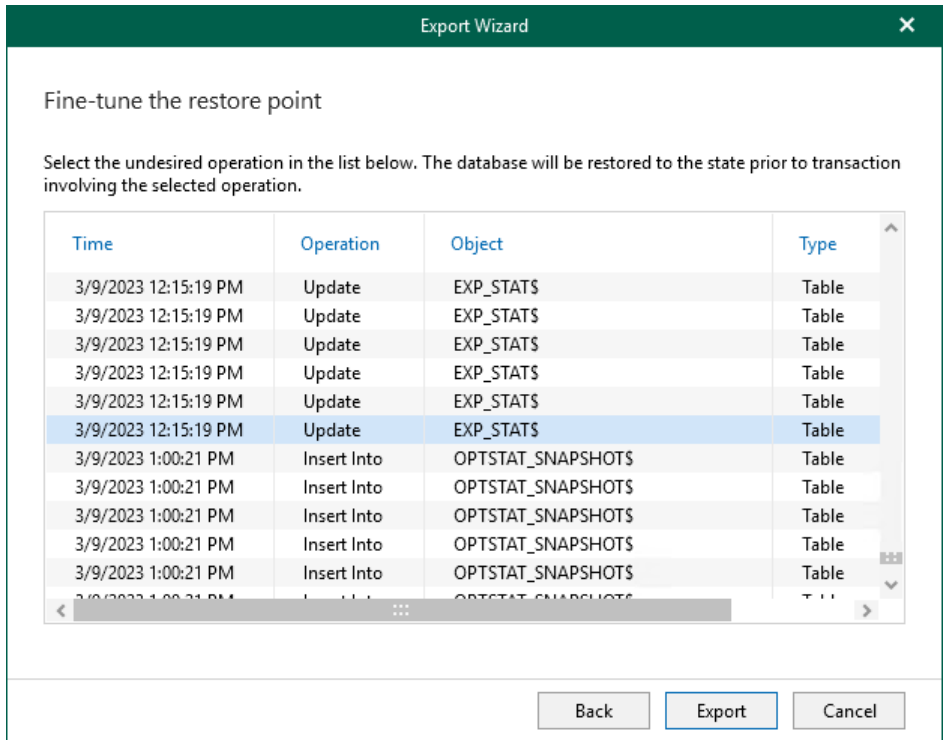 Export Wizard
Fine-tune the restore point
Select the undesired operation in the list below. The database will be restored to the state prior to transaction
involving the selected operation.
Time Operation Object Type
3/9/2023 12:15:19 PM Update EXP_STAT$ Table
3/9/2023 12:15:19 PM Update EXP_STAT$ Table
3/9/2023 12:15:19 PM Update EXP_STAT$ Table
3/9/2023 12:15:19 PM Update EXP_STAT$ Table
3/9/2023 12:15:19 PM Update EXP_STAT$ Table
3/9/2023 12:15:19 PM Update EXP_STAT$ Table
3/9/2023 1:00:21 PM Insert Into OPTSTAT_SNAPSHOT$ Table
3/9/2023 1:00:21 PM Insert Into OPTSTAT_SNAPSHOT$ Table
3/9/2023 1:00:21 PM Insert Into OPTSTAT_SNAPSHOT$ Table
3/9/2023 1:00:21 PM Insert Into OPTSTAT_SNAPSHOT$ Table
3/9/2023 1:00:21 PM Insert Into OPTSTAT_SNAPSHOT$ Table
Back Export Cancel